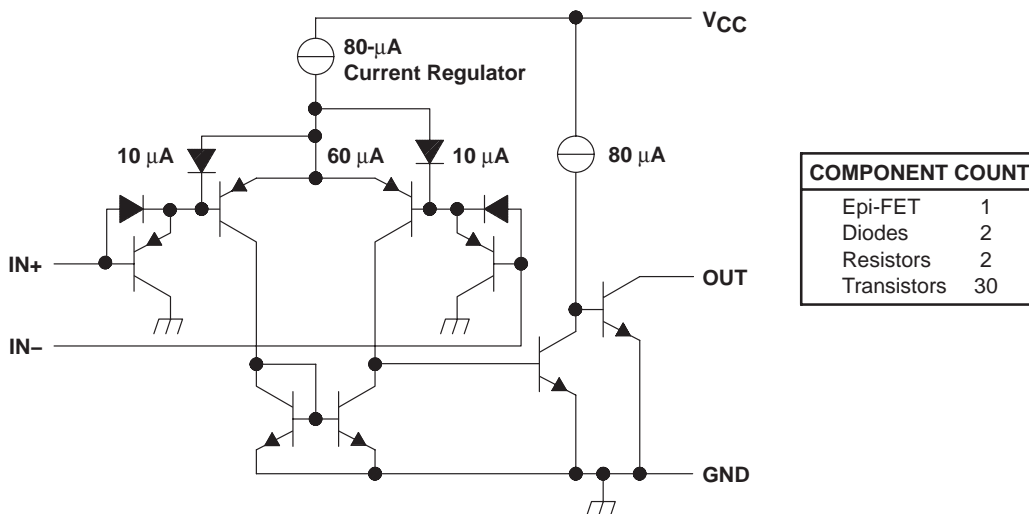 VCC
80-μA
Current Regulator
10 μA
60 μA
10 μA
80 μA
IN+
OUT
IN−
GND
COMPONENT COUNT
Epi-FET 1
Diodes 2
Resistors 2
Transistors 30